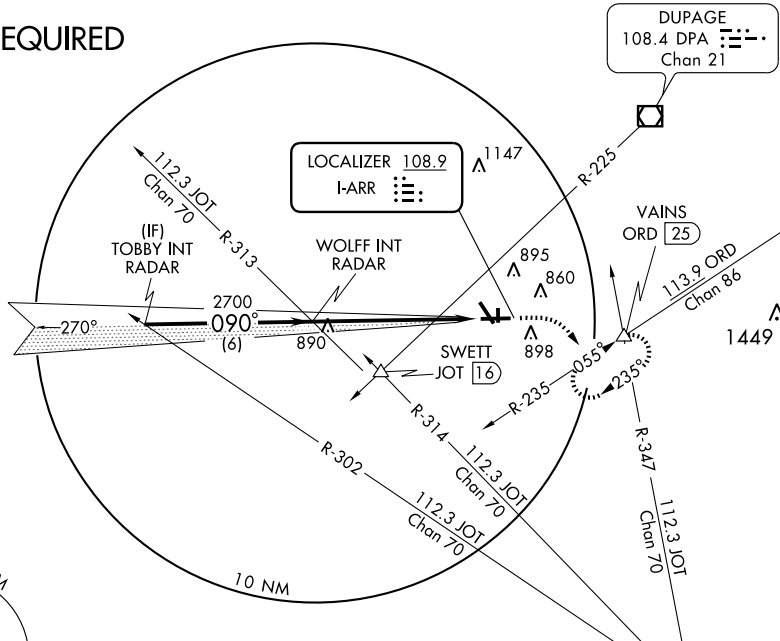 EQUIRED
DUPAGE
108.4 DPA
Chan 21
LOCALIZER 108.9
I-ARR
1147
R-225
112.3 JOT
Chan 70
R-313
(IF)
TOBBY INT
RADAR
WOLFF INT
RADAR
VAINS
ORD 25
113.9 ORD
Chan 86
895
860
2700
090°
(6)
270°
890
898
1449
SWETT
JOT 16
055°
235°
R-235
R-314
112.3 JOT
Chan 70
R-302
112.3 JOT
Chan 70
R-347
112.3 JOT
Chan 70
10 NM